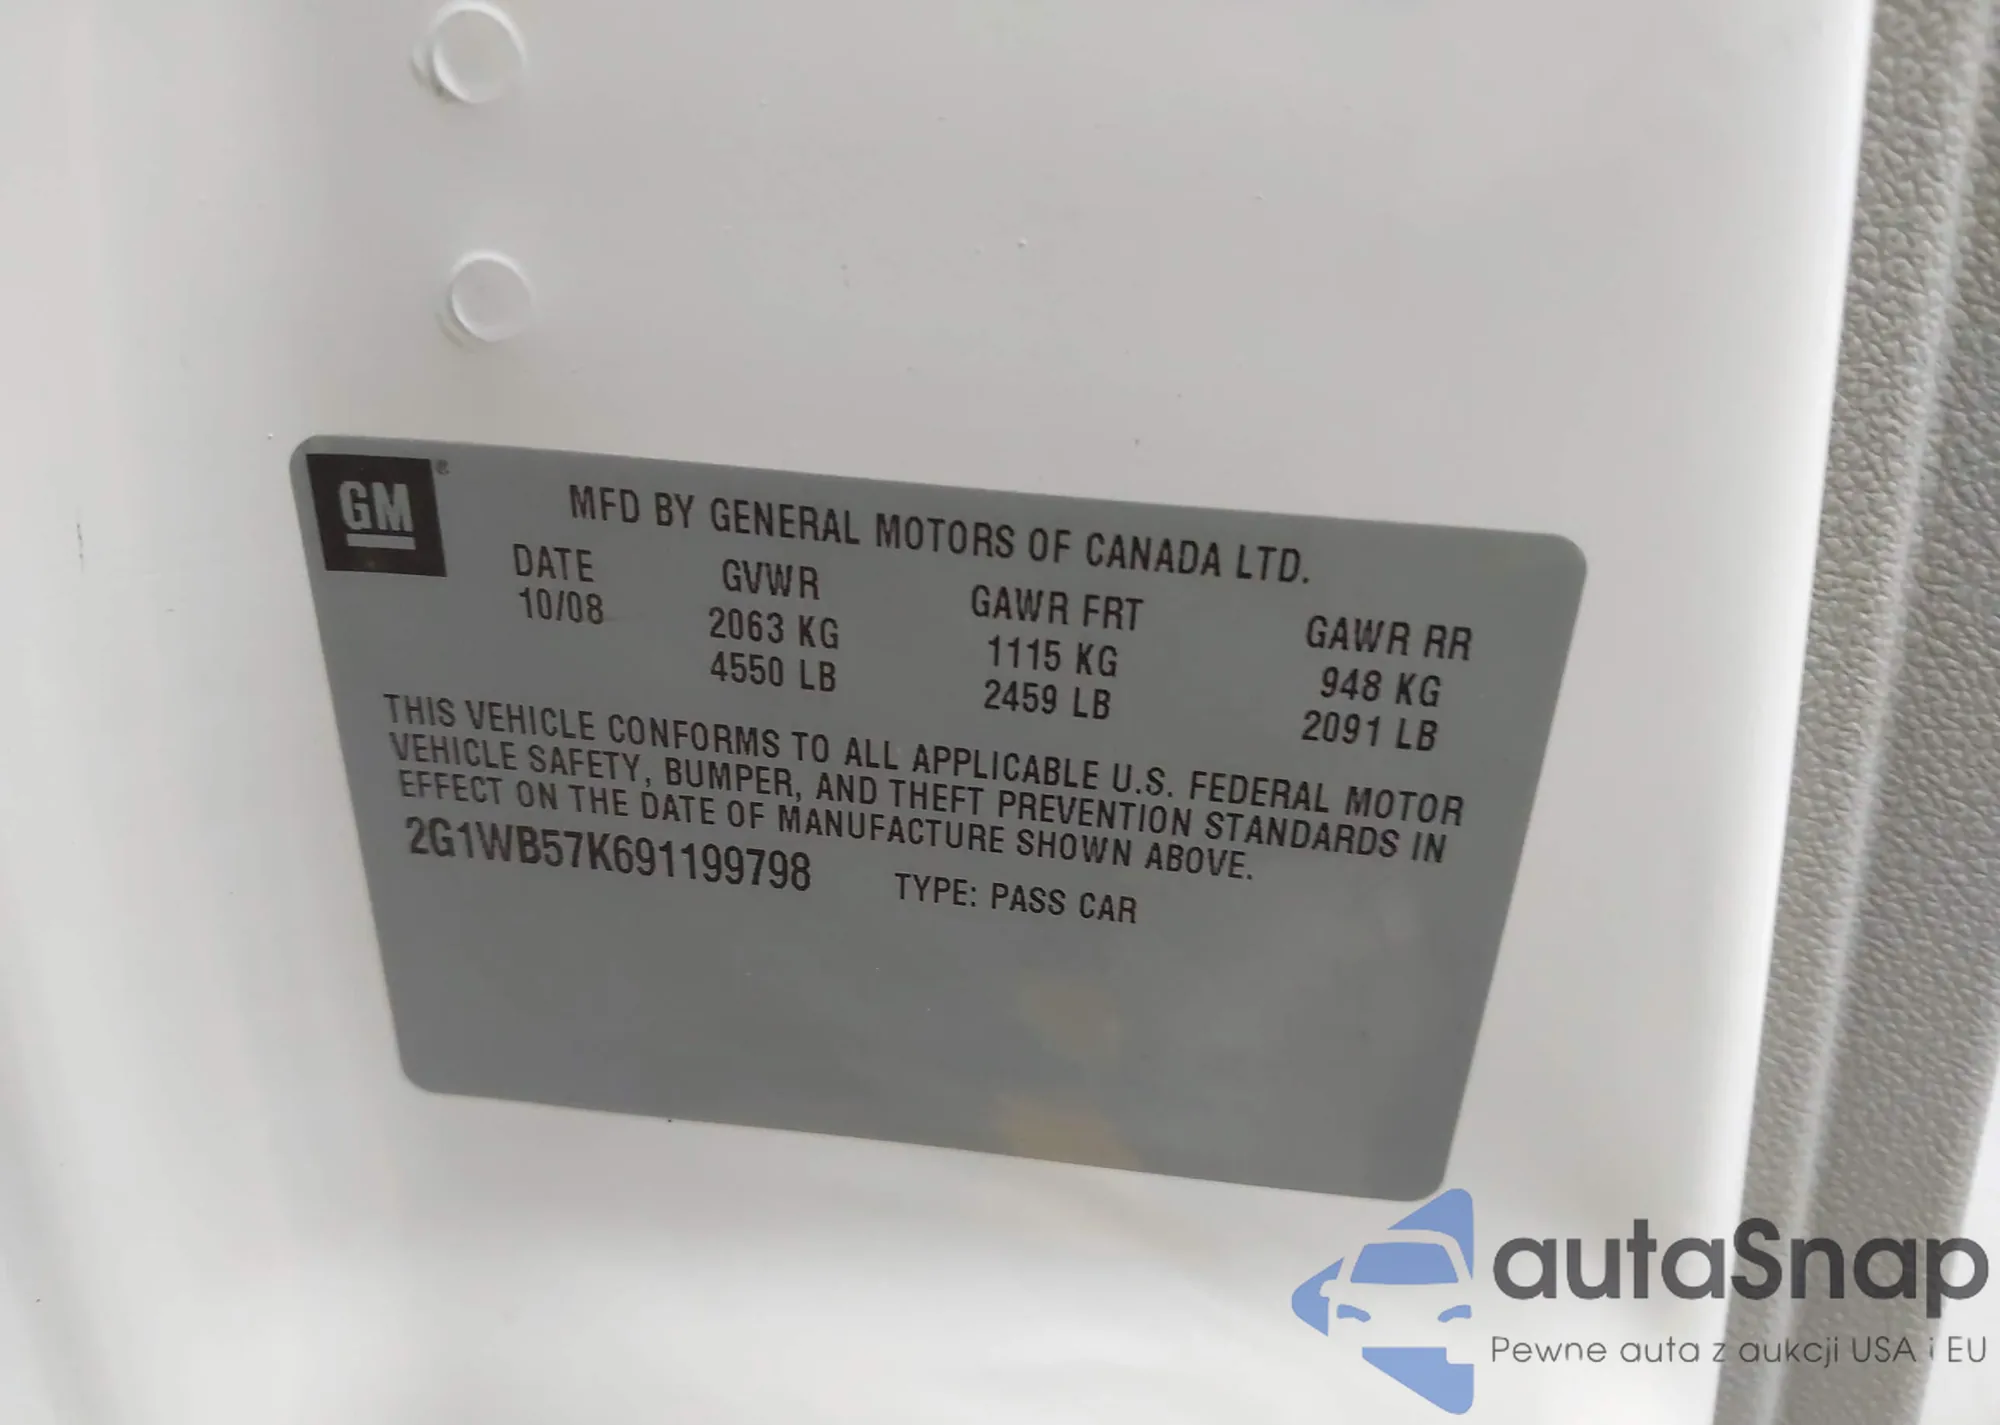 GM®
MFD BY GENERAL MOTORS OF CANADA LTD.
DATE GVWR GAWR FRT GAWR RR
10/08 2063 KG 1115 KG 948 KG
4550 LB 2459 LB 2091 LB
THIS VEHICLE CONFORMS TO ALL APPLICABLE U.S. FEDERAL MOTOR
VEHICLE SAFETY, BUMPER, AND THEFT PREVENTION STANDARDS IN
EFFECT ON THE DATE OF MANUFACTURE SHOWN ABOVE.
2G1WB57K691199798 TYPE: PASS CAR
autaSnap
Pewne auta z aukcji USA i EU